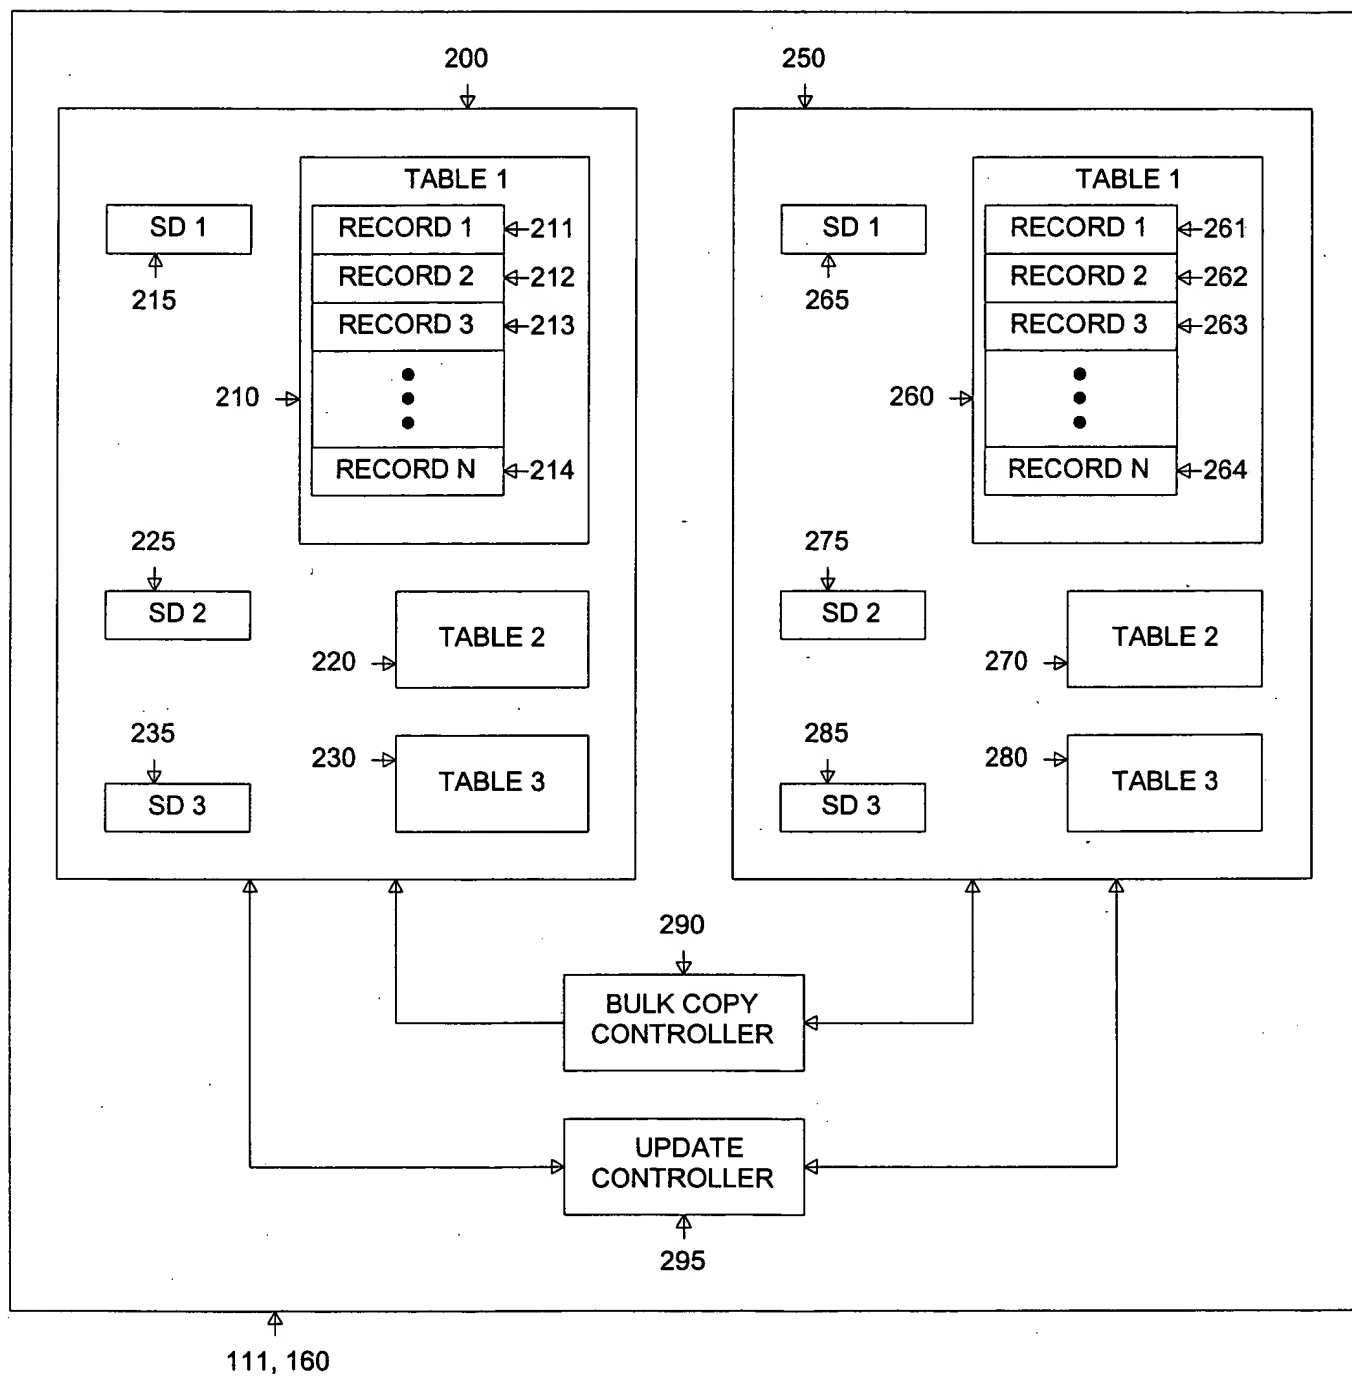 200
250
TABLE 1
SD 1
215
RECORD 1
211
RECORD 2
212
RECORD 3
213
210
RECORD N
214
225
SD 2
220
TABLE 2
235
SD 3
230
TABLE 3
TABLE 1
SD 1
265
RECORD 1
261
RECORD 2
262
RECORD 3
263
260
RECORD N
264
275
SD 2
270
TABLE 2
285
SD 3
280
TABLE 3
290
BULK COPY
CONTROLLER
UPDATE
CONTROLLER
295
111, 160